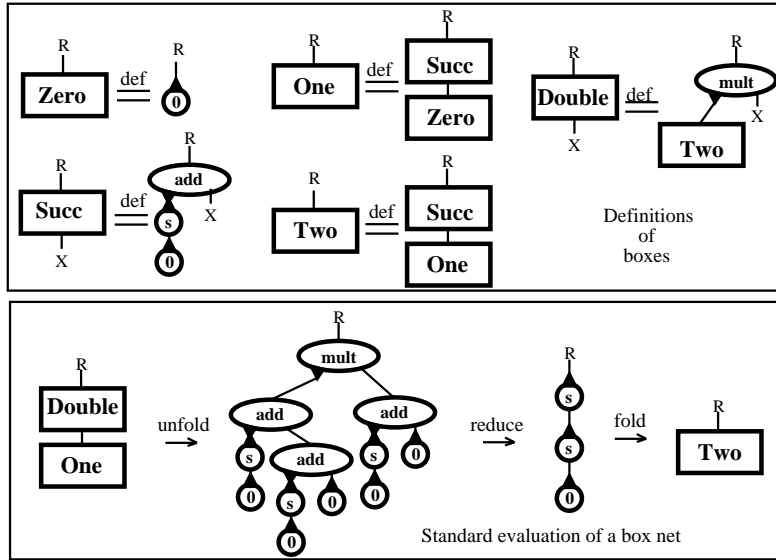 R
Zero
def
R
0
R
One
def
R
Succ
Zero
R
Double
X
def
R
mult
X
Two
R
Succ
X
def
R
add
X
s
0
R
Two
def
R
Succ
One
Definitions
of
boxes
R
Double
One
unfold
R
mult
add
add
s
add
s
0
0
s
0
0
0
reduce
R
s
s
0
fold
R
Two
Standard evaluation of a box net